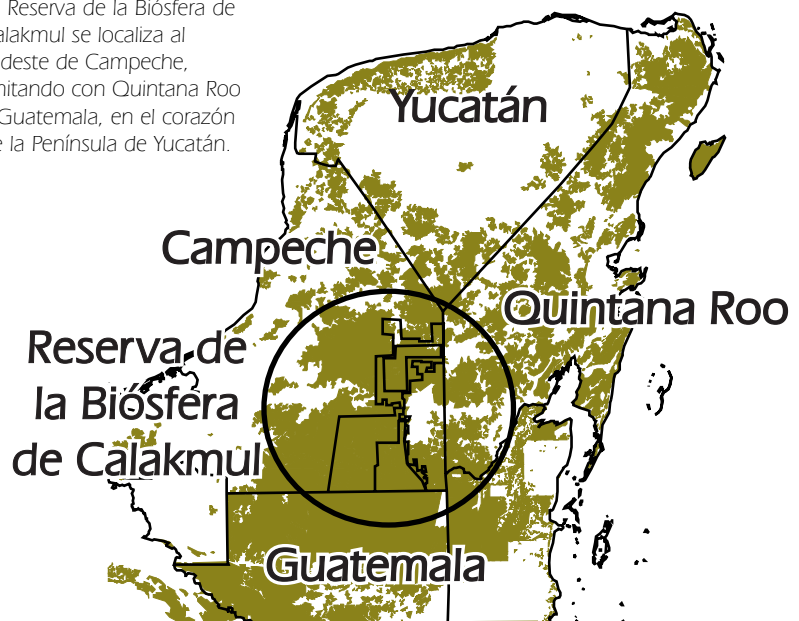 Reserva de la Biósfera de
alakmul se localiza al
deste de Campeche,
mitando con Quintana Roo
Guatemala, en el corazón
e la Península de Yucatán.
Yucatán
Campeche
Quintana Roo
Reserva de
la Biósfera
de Calakmul
Guatemala